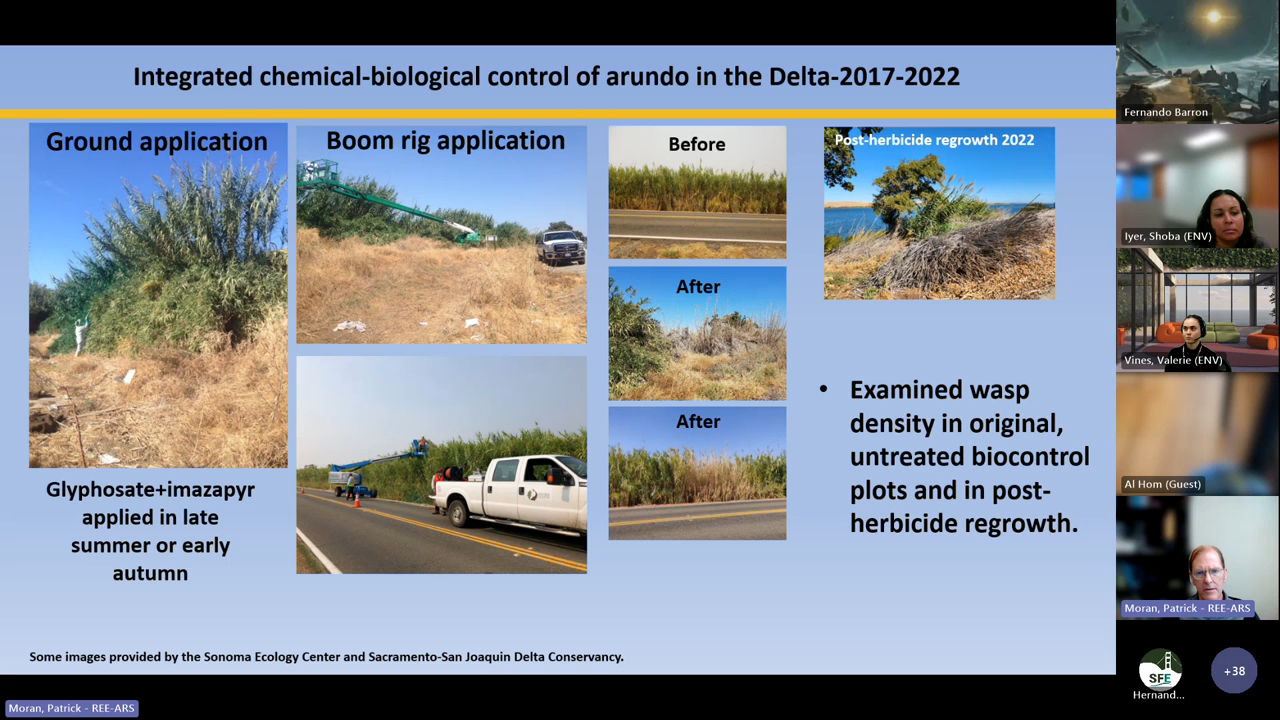 Integrated chemical-biological control of arundo in the Delta-2017-2022
Ground application
Boom rig application
Before
After
After
Post-herbicide regrowth 2022
Glyphosate+imazapyr
applied in late
summer or early
autumn
• Examined wasp
density in original,
untreated biocontrol
plots and in post-
herbicide regrowth.
Some images provided by the Sonoma Ecology Center and Sacramento-San Joaquin Delta Conservancy.
Moran, Patrick - REE-ARS
Fernando Barron
Iyer, Shoba (ENV)
Vines, Valerie (ENV)
Al Hom (Guest)
Moran, Patrick - REE-ARS
SFE
Hernand...
+38